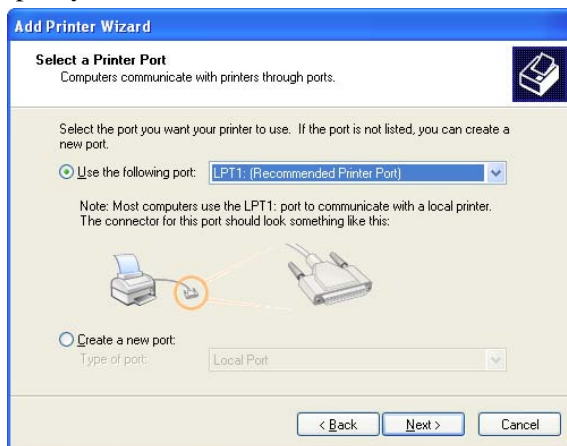 Add Printer Wizard
Select a Printer Port
Computers communicate with printers through ports.
Select the port you want your printer to use. If the port is not listed, you can create a
new port.
Use the following port: LPT1: (Recommended Printer Port)
Note: Most computers use the LPT1: port to communicate with a local printer.
The connector for this port should look something like this:
Create a new port:
Type of port: Local Port
< Back Next > Cancel